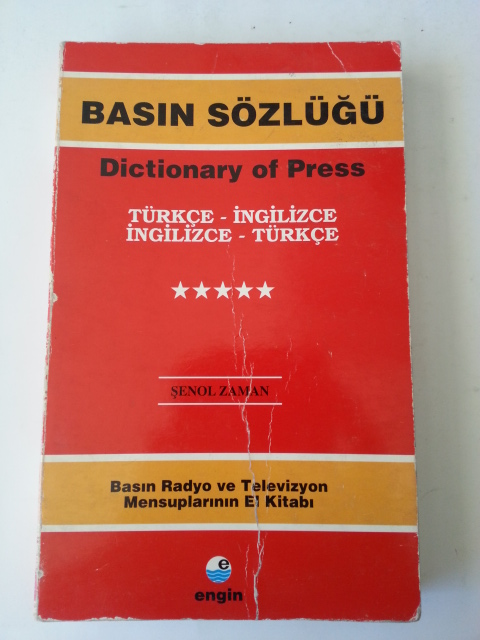 BASIN SÖZLÜĞÜ
Dictionary of Press
TÜRKÇE - İNGİLİZCE
İNGİLİZCE - TÜRKÇE
ŞENOL ZAMAN
Basın Radyo ve Televizyon
Mensuplarının El Kitabı
e
engin